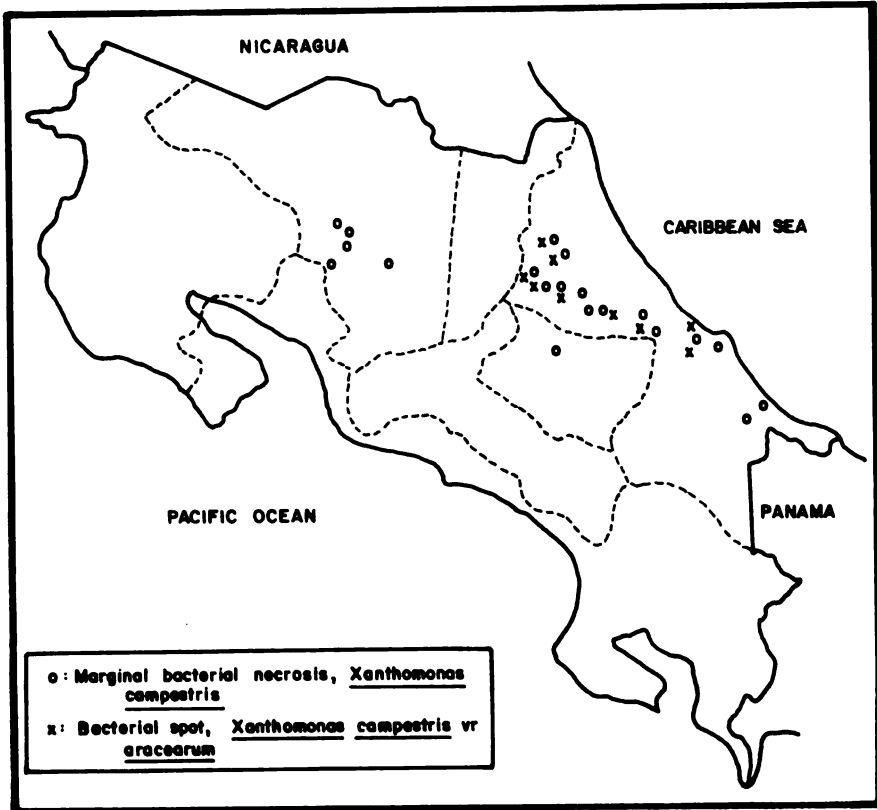 NICARAGUA
CARIBBEAN SEA
PACIFIC OCEAN
PANAMA
o: Marginal bacterial necrosis, Xanthomonas
campestris
x: Bacterial spot, Xanthomonas campestris vr
aracearum